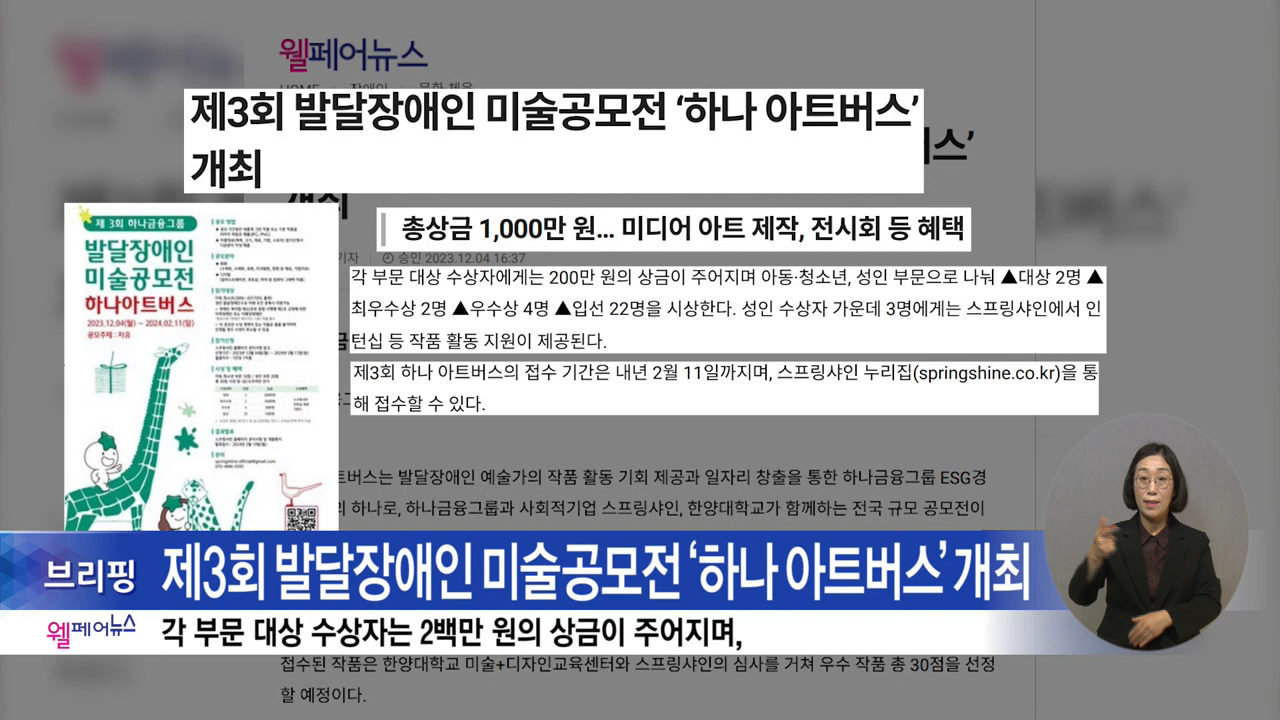 웰페어뉴스
제3회 발달장애인 미술공모전 ‘하나 아트버스’
개최
총상금 1,000만 원... 미디어 아트 제작, 전시회 등 혜택
승인 2023.12.04 16:37
각 부문 대상 수상자에게는 200만 원의 상금이 주어지며 아동·청소년, 성인 부문으로 나눠 ▲대상 2명 ▲
최우수상 2명 ▲우수상 4명 ▲입선 22명을 시상한다. 성인 수상자 가운데 3명에게는 스프링샤인에서 인
턴십 등 작품 활동 지원이 제공된다.
제3회 하나 아트버스의 접수 기간은 내년 2월 11일까지며, 스프링샤인 누리집(springshine.co.kr)을 통
해 접수할 수 있다.
제 3회 하나금융그룹
발달장애인
미술공모전
하나아트버스
2023.12.04(월) ~ 2024.02.11(일)
공모주제 : 자유
트버스는 발달장애인 예술가의 작품 활동 기회 제공과 일자리 창출을 통한 하나금융그룹 ESG경
의 하나로, 하나금융그룹과 사회적기업 스프링샤인, 한양대학교가 함께하는 전국 규모 공모전이
브리핑
제3회 발달장애인 미술공모전 ‘하나 아트버스’ 개최
웰페어뉴스
각 부문 대상 수상자는 2백만 원의 상금이 주어지며,
접수된 작품은 한양대학교 미술+디자인교육센터와 스프링샤인의 심사를 거쳐 우수 작품 총 30점을 선정
할 예정이다.